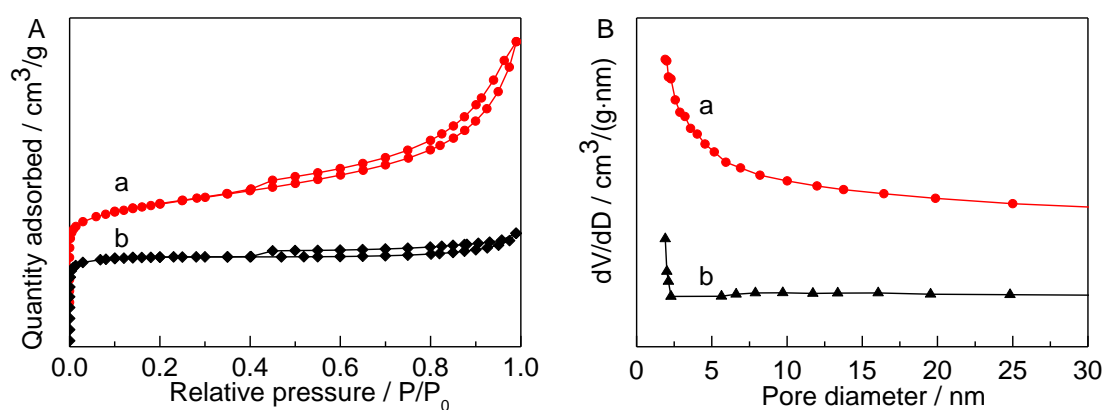 A
Quantity adsorbed / cm³/g
a
b
0.0 0.2 0.4 0.6 0.8 1.0
Relative pressure / P/P₀
B
dV/dD / cm³/(g·nm)
a
b
0 5 10 15 20 25 30
Pore diameter / nm